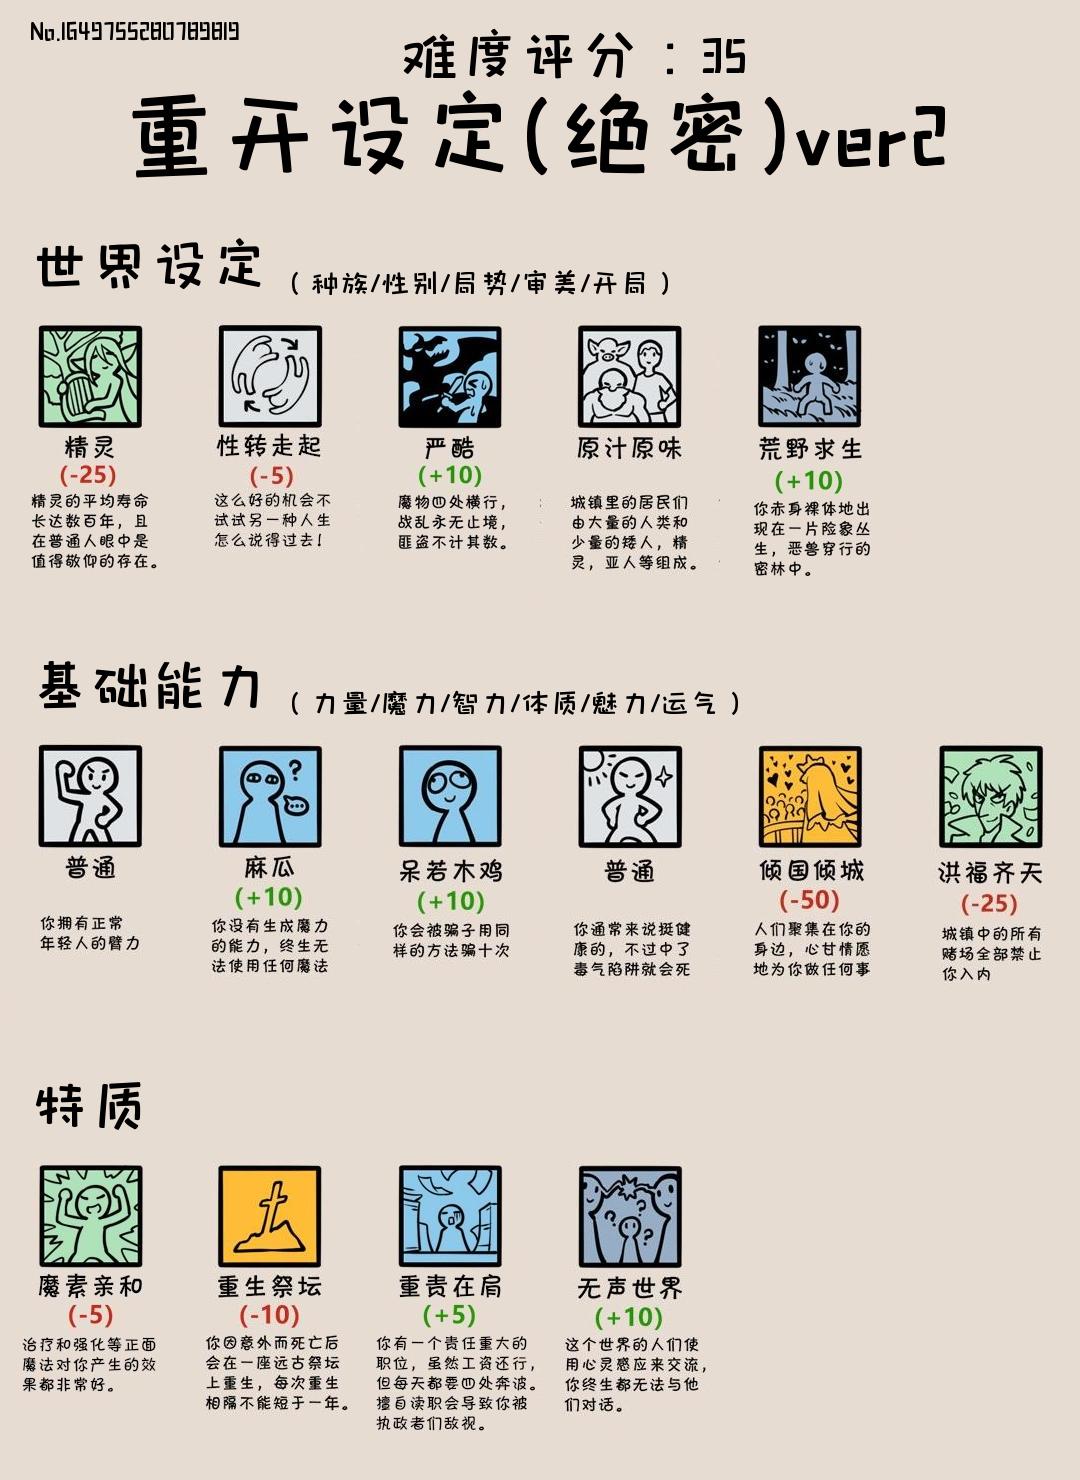 No.1649755280789819
难度评分：35
重开设定(绝密)ver2
世界设定 （种族/性别/局势/审美/开局）
精灵
(-25)
精灵的平均寿命
长达数百年，且
在普通人眼中是
值得敬仰的存在。
性转走起
(-5)
这么好的机会不
试试另一种人生
怎么说得过去！
严酷
(+10)
魔物四处横行，
战乱永无止境，
匪盗不计其数。
原汁原味
城镇里的居民们
由大量的人类和
少量的矮人，精
灵，亚人等组成。
荒野求生
(+10)
你赤身裸体地出
现在一片险象丛
生，恶兽穿行的
密林中。
基础能力 （力量/魔力/智力/体质/魅力/运气）
普通
你拥有正常
年轻人的臂力
麻瓜
(+10)
你没有生成魔力
的能力，终生无
法使用任何魔法
呆若木鸡
(+10)
你会被骗子用同
样的方法骗十次
普通
你通常来说挺健
康的，不过中了
毒气陷阱就会死
倾国倾城
(-50)
人们聚集在你的
身边，心甘情愿
地为你做任何事
洪福齐天
(-25)
城镇中的所有
赌场全部禁止
你入内
特质
魔素亲和
(-5)
治疗和强化等正面
魔法对你产生的效
果都非常好。
重生祭坛
(-10)
你因意外而死亡后
会在一座远古祭坛
上重生，每次重生
相隔不能短于一年。
重责在肩
(+5)
你有一个责任重大的
职位，虽然工资还行，
但每天都要四处奔波。
擅自渎职会导致你被
执政者们敌视。
无声世界
(+10)
这个世界的人们使
用心灵感应来交流，
你终生都无法与他
们对话。